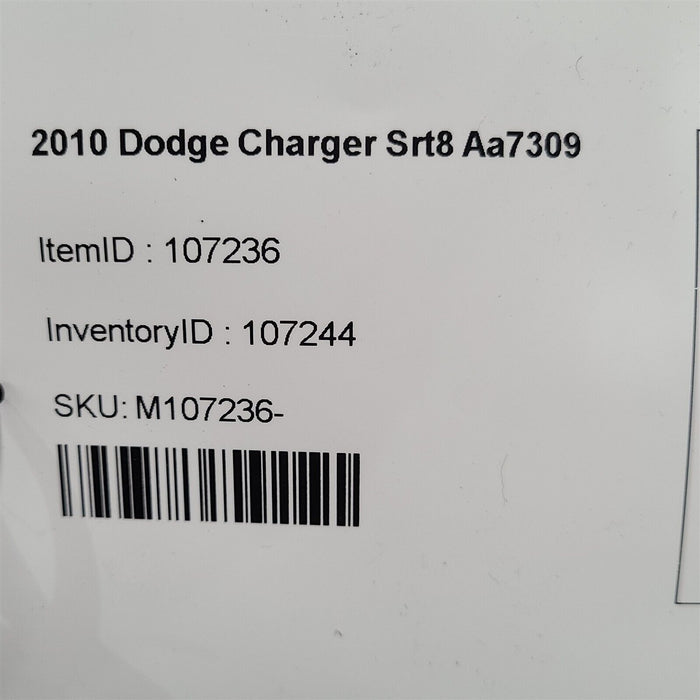 2010 Dodge Charger Srt8 Aa7309
ItemID : 107236
InventoryID : 107244
SKU: M107236-